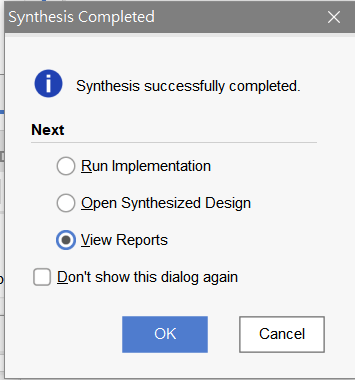 Synthesis Completed
Synthesis successfully completed.
Next
Run Implementation
Open Synthesized Design
View Reports
Don't show this dialog again
OK
Cancel